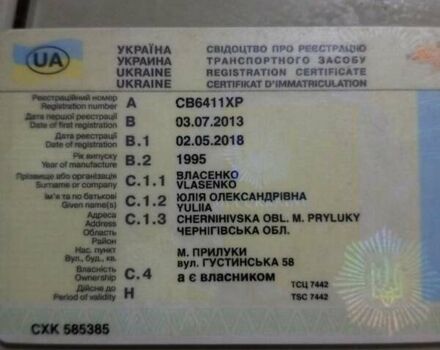 УКРАЇНА СВІДОЦТВО ПРО РЕЄСТРАЦІЮ
УКРАИНА ТРАНСПОРТНОГО ЗАСОБУ
UA UKRAINE REGISTRATION CERTIFICATE
UKRAINE CERTIFIKAT D'IMMATRICULATION
Реєстраційний номер
Registration number A СВ6411ХР
Дата першої реєстрації
Date of first registration B 03.07.2013
Дата реєстрації
Date of registration B.1 02.05.2018
Рік випуску
Year of manufacture B.2 1995
Прізвище або організація
Surname or company C.1.1 ВЛАСЕНКО
VLASENKO
Ім'я та по батькові
Given name(s) C.1.2 ЮЛІЯ ОЛЕКСАНДРІВНА
YULIIA
Адреса
Address C.1.3 CHERNIHIVSKA OBL. M. PRYLUKY
Область ЧЕРНІГІВСЬКА ОБЛ.
Район
Нас. пункт М. ПРИЛУКИ
Вул., буд., кв. вул. ГУСТИНСЬКА 58
Власність
Ownership C.4 а є власником ТСЦ 7442
Дійсне до
Period of validity H TSC 7442
СХК 585385